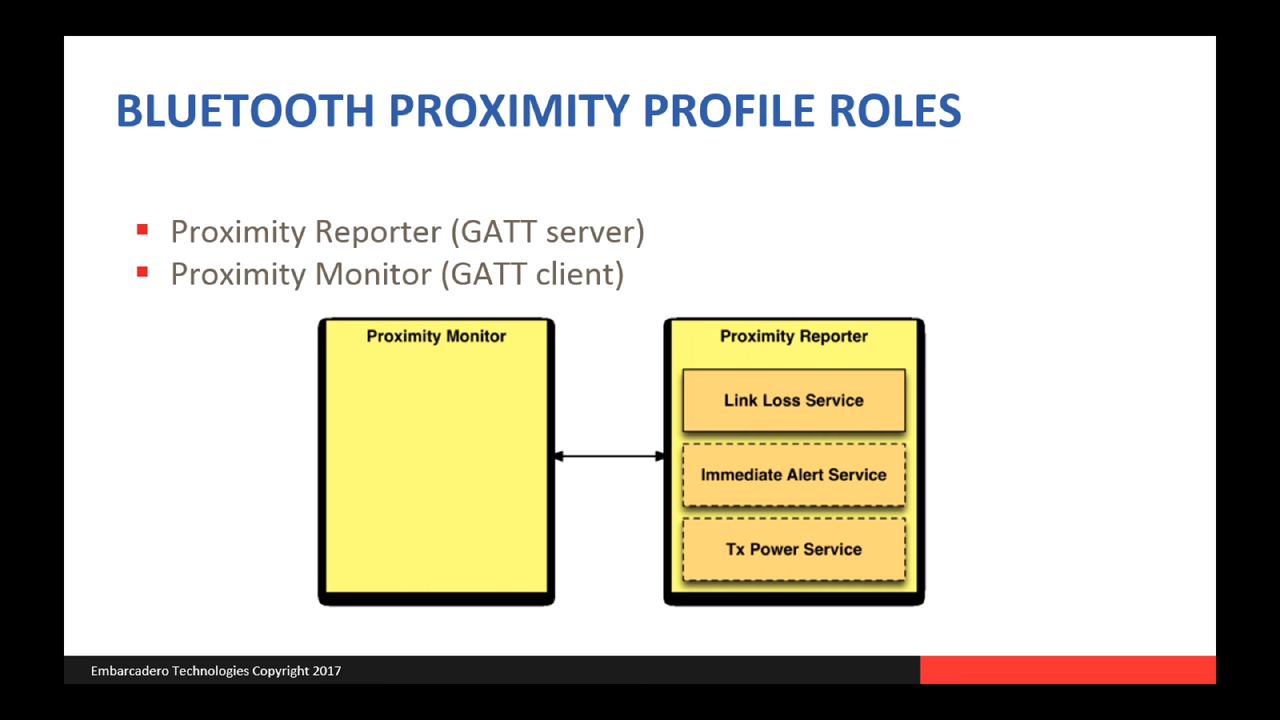 BLUETOOTH PROXIMITY PROFILE ROLES
Proximity Reporter (GATT server)
Proximity Monitor (GATT client)
Proximity Monitor
Proximity Reporter
Link Loss Service
Immediate Alert Service
Tx Power Service
Embarcadero Technologies Copyright 2017